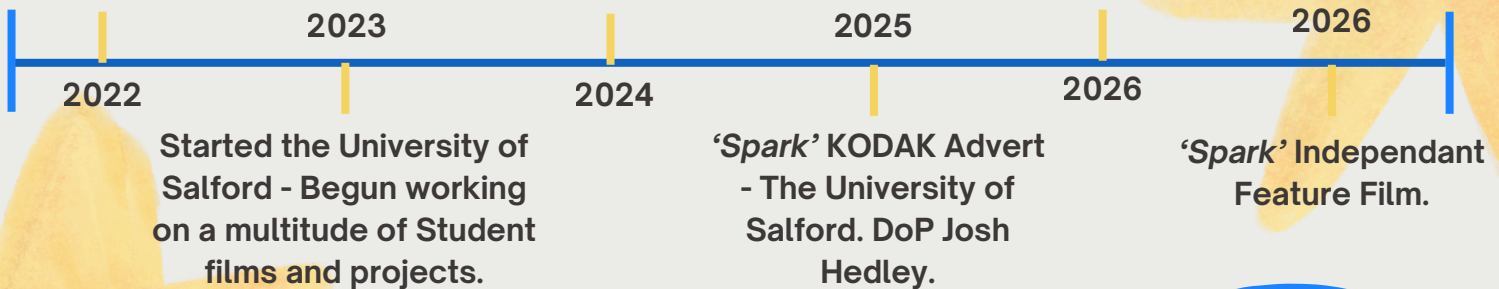 2023
2025
2026
2022
2024
2026
Started the University of
Salford - Begun working
on a multitude of Student
films and projects.
‘Spark’ KODAK Advert
- The University of
Salford. DoP Josh
Hedley.
‘Spark’ Independant
Feature Film.